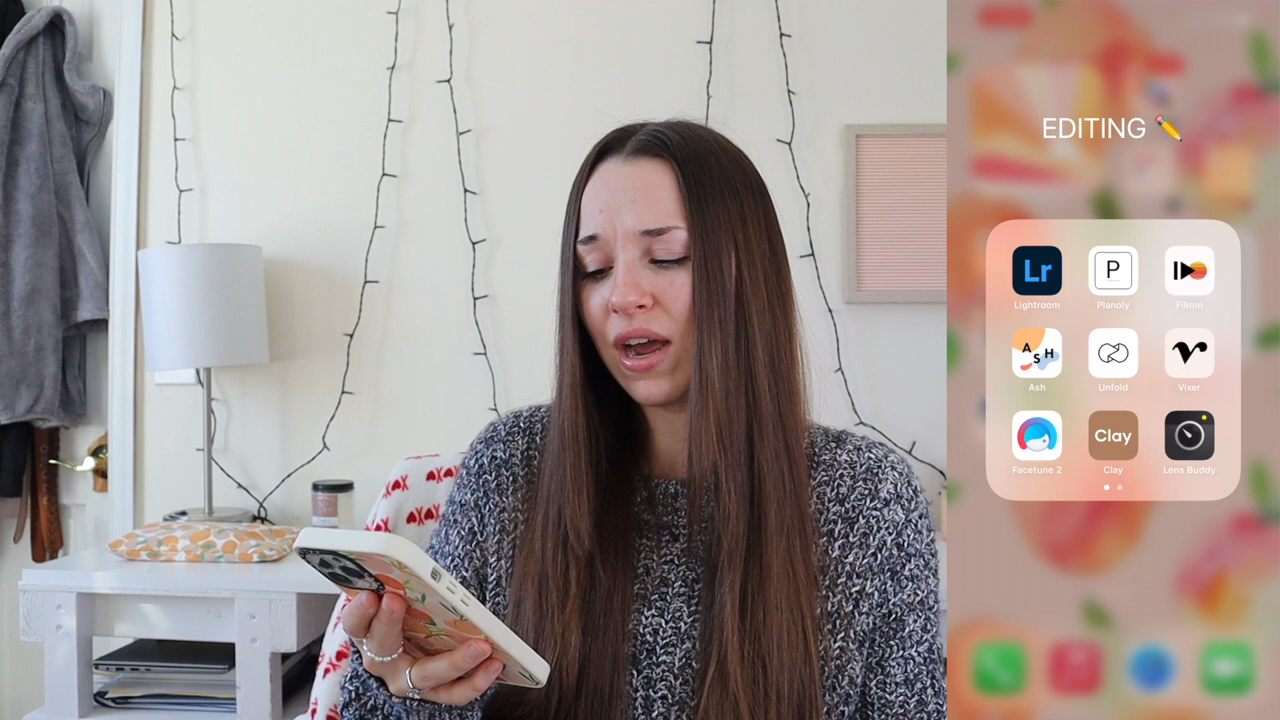 EDITING ✏️
Lr
P
Lightroom
Planoly
Filmm
A
S
H
Ash
Unfold
Vixer
Clay
Facetune 2
Clay
Lens Buddy